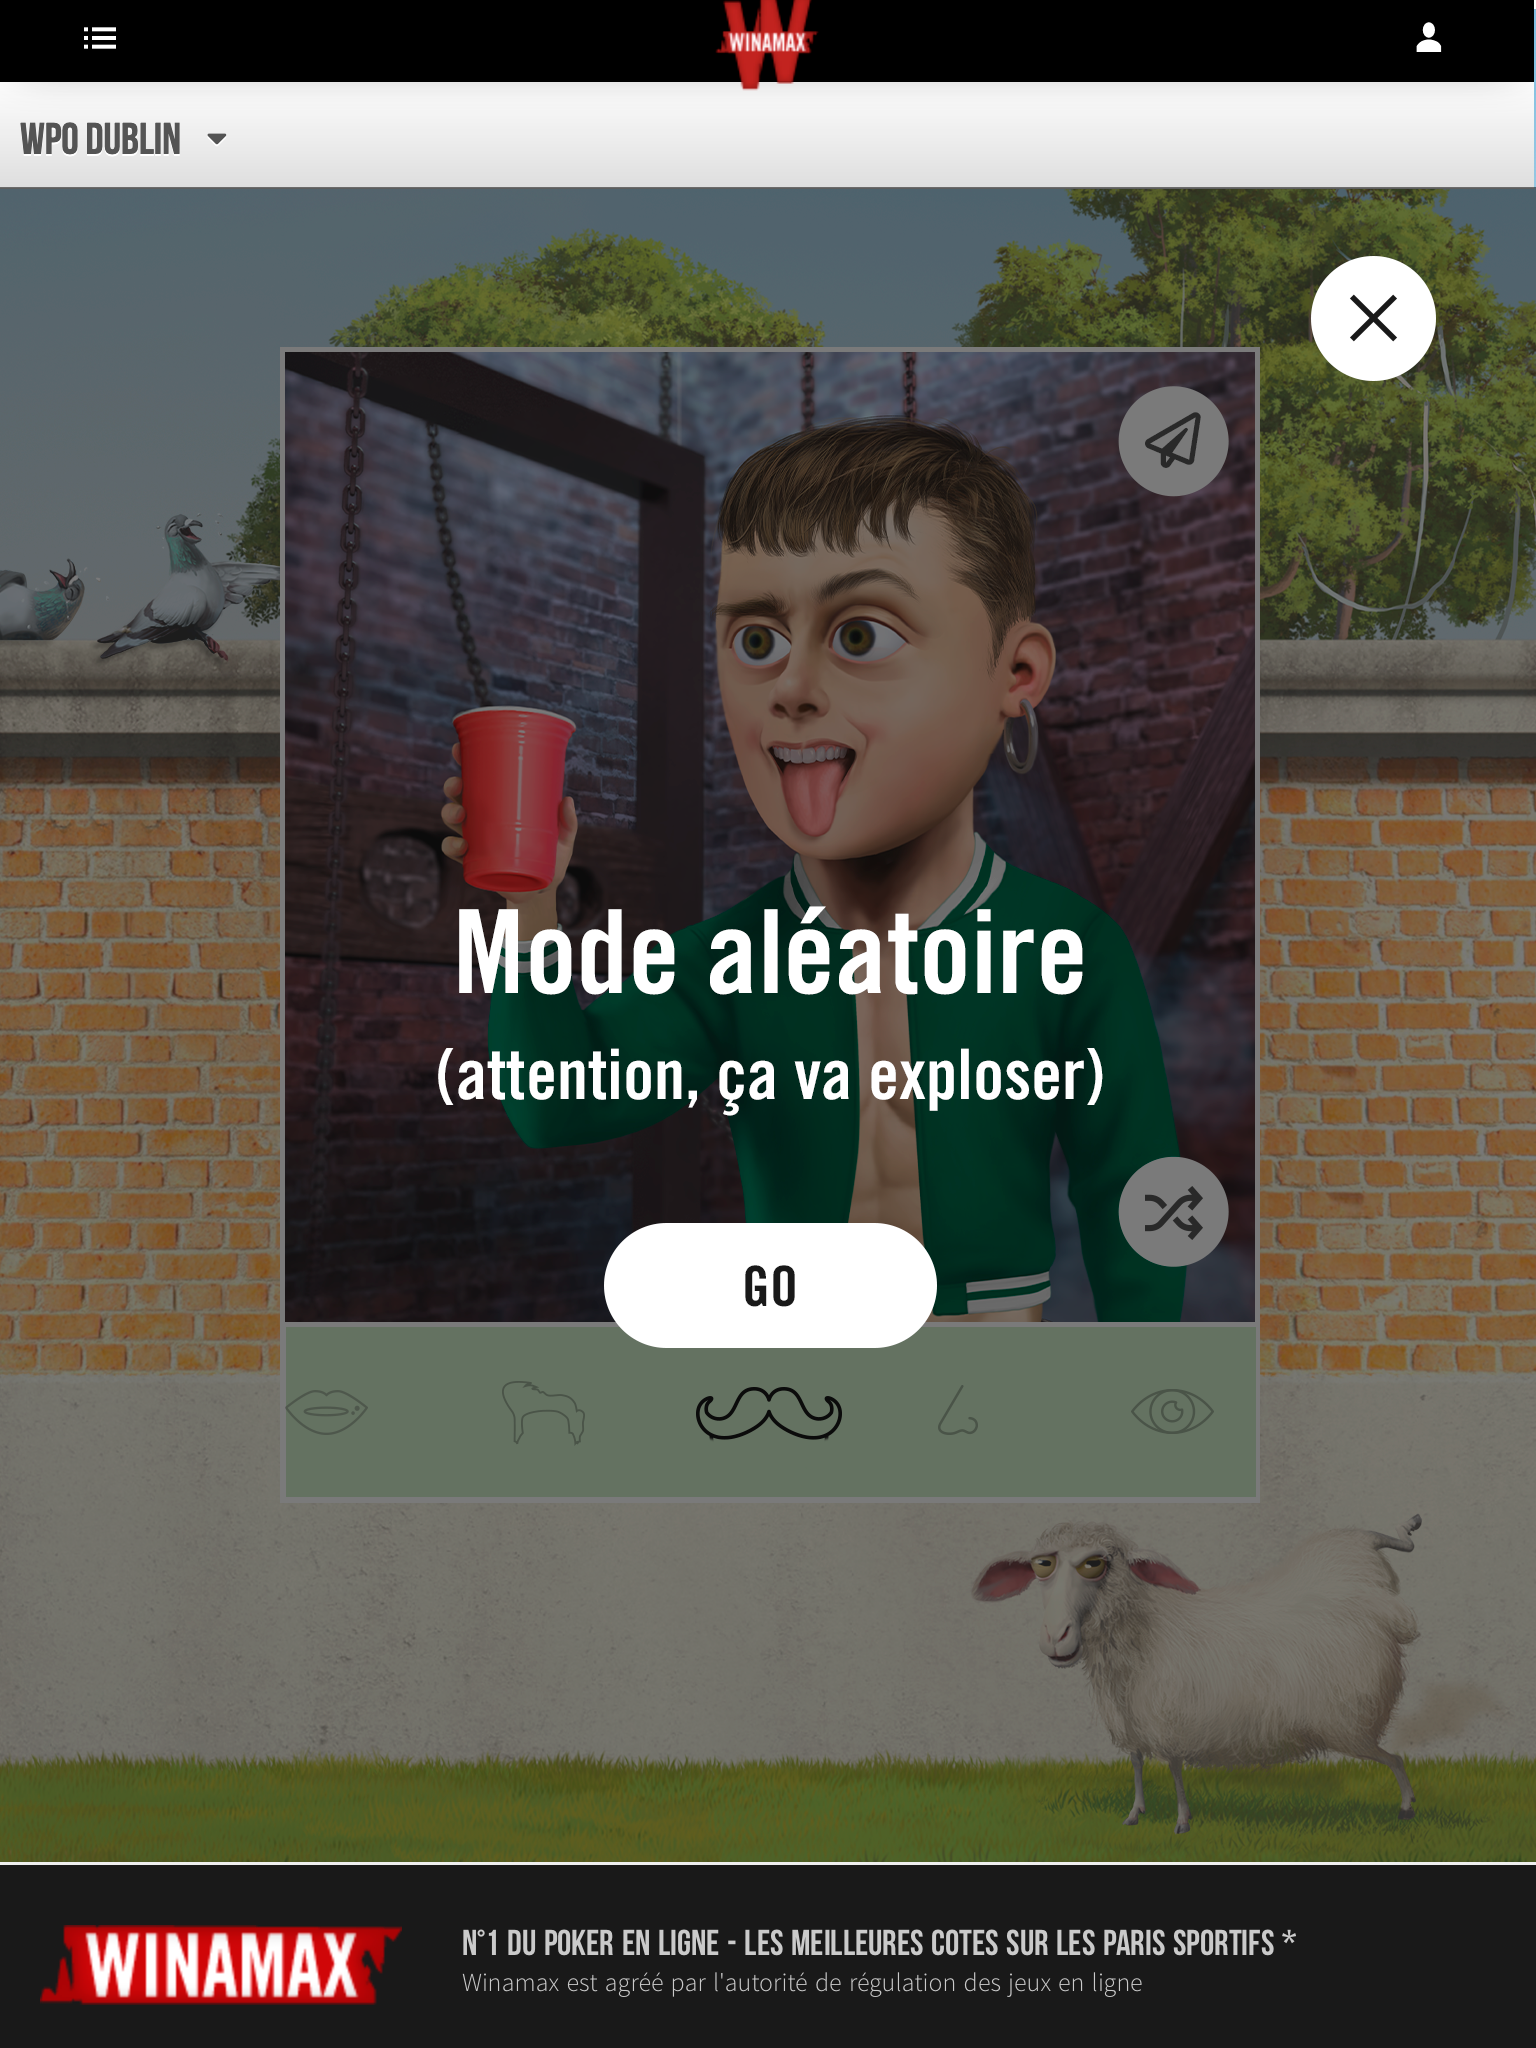 WINAMAX
WPO DUBLIN
Mode aléatoire
(attention, ça va exploser)
GO
WINAMAX
N°1 DU POKER EN LIGNE - LES MEILLEURES COTES SUR LES PARIS SPORTIFS *
Winamax est agréé par l'autorité de régulation des jeux en ligne